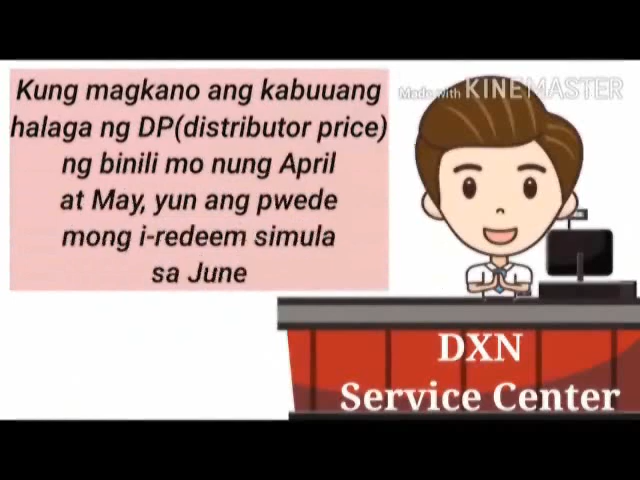 Kung magkano ang kabuuang
halaga ng DP(distributor price)
ng binili mo nung April
at May, yun ang pwede
mong i-redeem simula
sa June
Made with KINEMASTER
DXN
Service Center